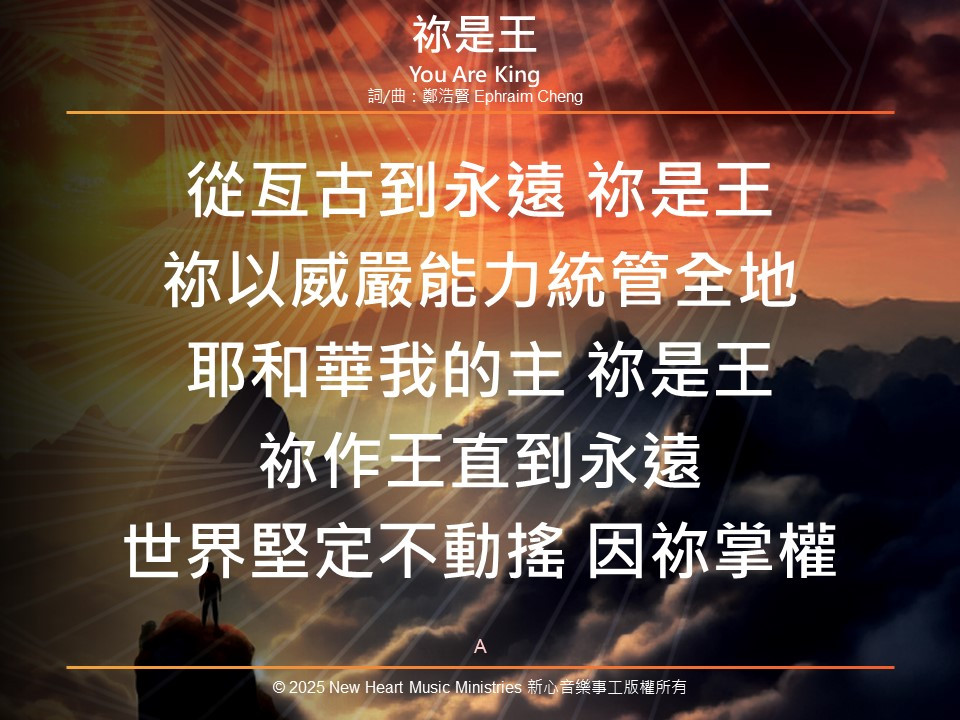 祢是王
You Are King
詞/曲：鄭浩賢 Ephraim Cheng
從亙古到永遠 祢是王
祢以威嚴能力統管全地
耶和華我的主 祢是王
祢作王直到永遠
世界堅定不動搖 因祢掌權
A
© 2025 New Heart Music Ministries 新心音樂事工版權所有